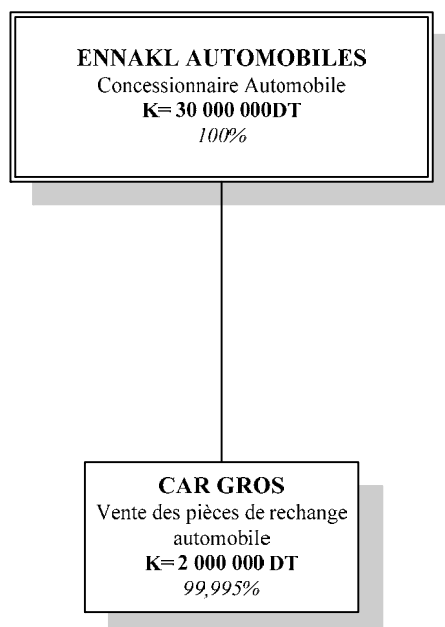 ENNAKL AUTOMOBILES
Concessionnaire Automobile
K= 30 000 000DT
100%
CAR GROS
Vente des pièces de rechange
automobile
K= 2 000 000 DT
99,995%